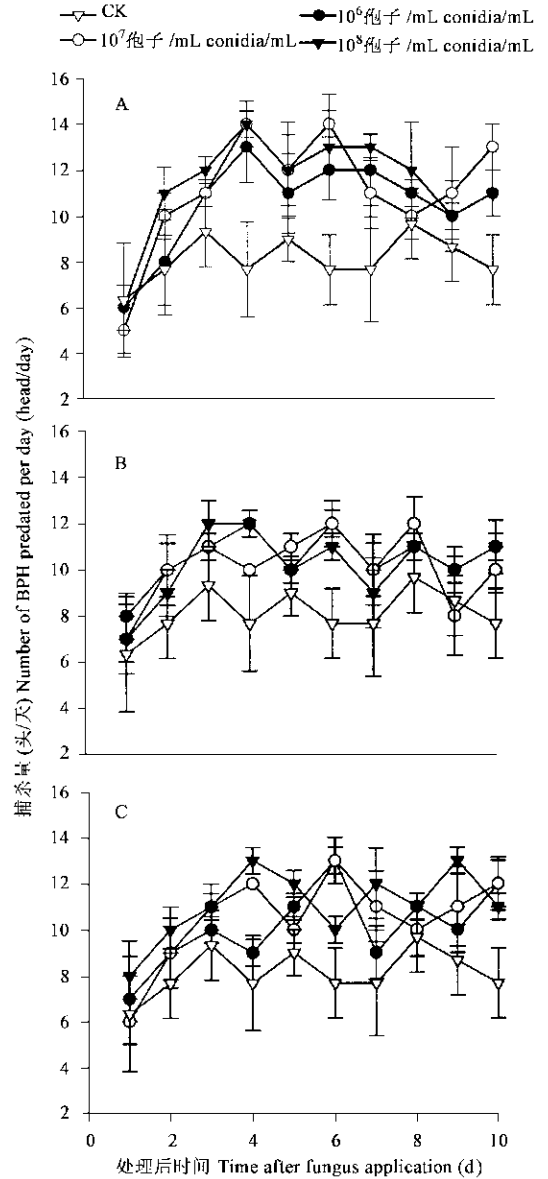 CK
10⁶孢子 /mL conidia/mL
10⁷孢子 /mL conidia/mL
10⁸孢子 /mL conidia/mL
捕杀量 (头/天) Number of BPH predated per day (head/day)
A
16
14
12
10
8
6
4
2
B
16
14
12
10
8
6
4
2
C
16
14
12
10
8
6
4
2
0 2 4 6 8 10
处理后时间 Time after fungus application (d)